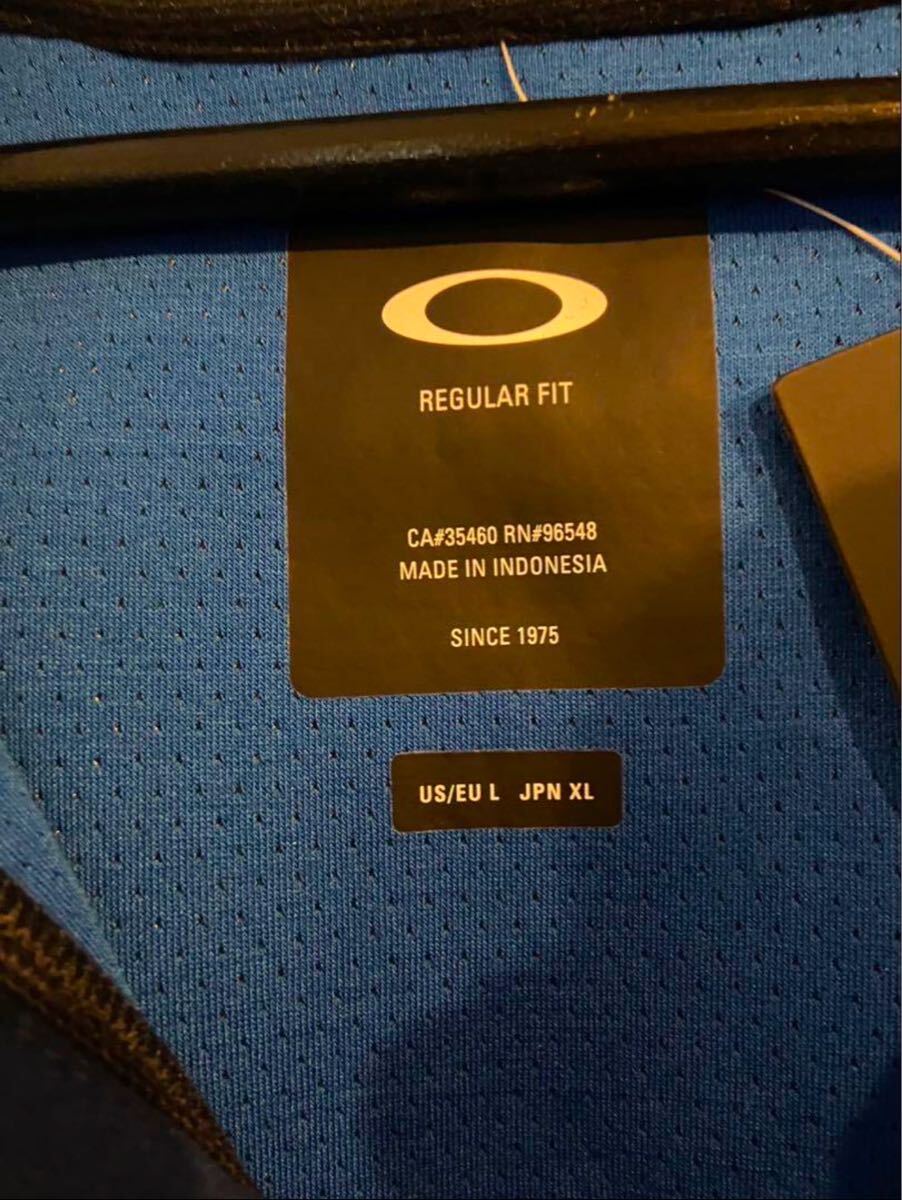 REGULAR FIT
CA#35460 RN#96548
MADE IN INDONESIA
SINCE 1975
US/EU L JPN XL